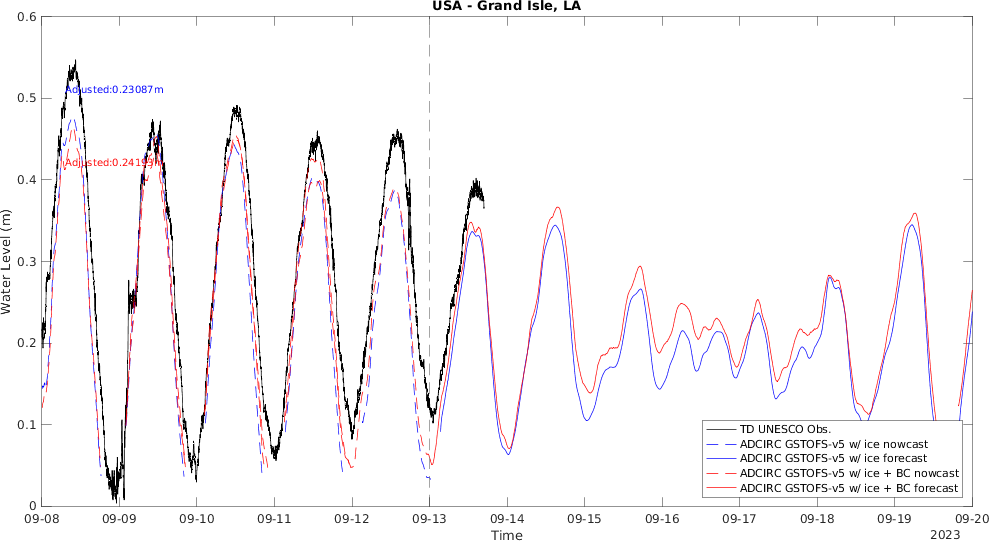 USA - Grand Isle, LA
0.6
0.5
0.4
0.3
0.2
0.1
0
Water Level (m)
Adjusted:0.23087m
Adjusted:0.24199m
TD UNESCO Obs.
ADCIRC GSTOFS-v5 w/ ice nowcast
ADCIRC GSTOFS-v5 w/ ice forecast
ADCIRC GSTOFS-v5 w/ ice + BC nowcast
ADCIRC GSTOFS-v5 w/ ice + BC forecast
09-08 09-09 09-10 09-11 09-12 09-13 09-14 09-15 09-16 09-17 09-18 09-19 09-20
Time
2023